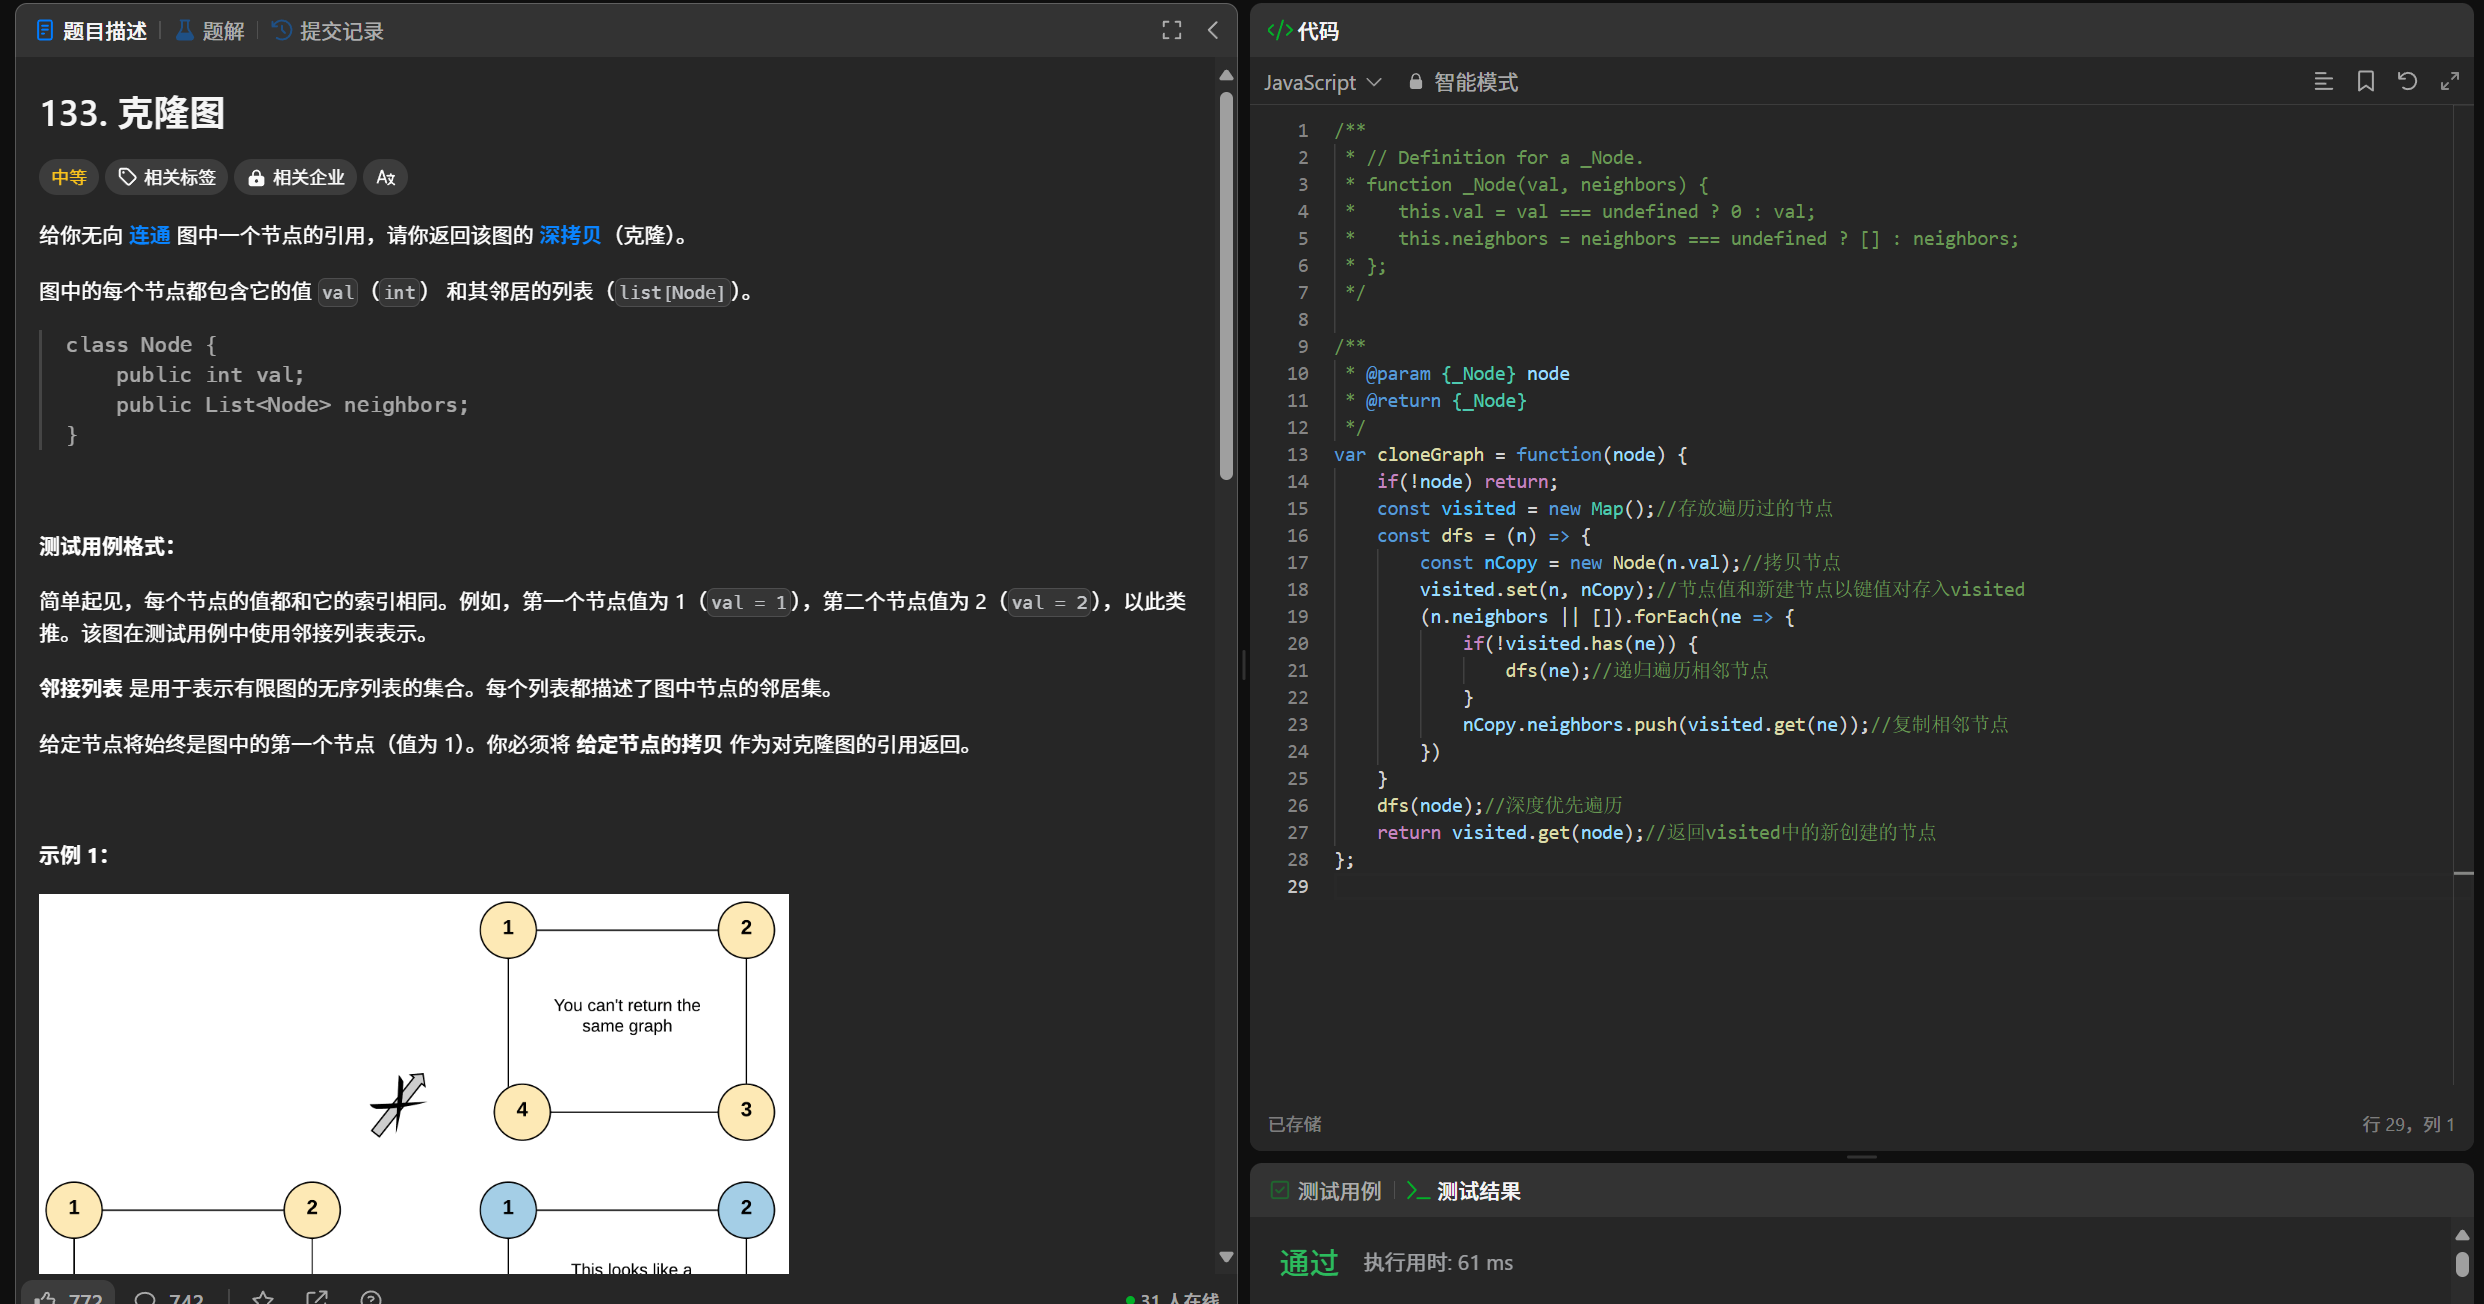 题目描述 | 题解 | 提交记录
133. 克隆图
中等 相关标签 相关企业 Aあ
给你无向 连通 图中一个节点的引用，请你返回该图的 深拷贝（克隆）。
图中的每个节点都包含它的值 val（int） 和其邻居的列表（list[Node]）。
class Node {
    public int val;
    public List<Node> neighbors;
}
测试用例格式：
简单起见，每个节点的值都和它的索引相同。例如，第一个节点值为 1（val = 1），第二个节点值为 2（val = 2），以此类
推。该图在测试用例中使用邻接列表表示。
邻接列表 是用于表示有限图的无序列表的集合。每个列表都描述了图中节点的邻居集。
给定节点将始终是图中的第一个节点（值为 1）。你必须将 给定节点的拷贝 作为对克隆图的引用返回。
示例 1：
1 2
You can't return the
same graph
4 3
1 2 1 2
This looks like a
772 742
31 人在线
</> 代码
JavaScript 智能模式
1 /**
2  * // Definition for a _Node.
3  * function _Node(val, neighbors) {
4  *    this.val = val === undefined ? 0 : val;
5  *    this.neighbors = neighbors === undefined ? [] : neighbors;
6  * };
7  */
8
9 /**
10  * @param {_Node} node
11  * @return {_Node}
12  */
13 var cloneGraph = function(node) {
14     if(!node) return;
15     const visited = new Map();//存放遍历过的节点
16     const dfs = (n) => {
17         const nCopy = new Node(n.val);//拷贝节点
18         visited.set(n, nCopy);//节点值和新建节点以键值对存入visited
19         (n.neighbors || []).forEach(ne => {
20             if(!visited.has(ne)) {
21                 dfs(ne);//递归遍历相邻节点
22             }
23             nCopy.neighbors.push(visited.get(ne));//复制相邻节点
24         })
25     }
26     dfs(node);//深度优先遍历
27     return visited.get(node);//返回visited中的新创建的节点
28 };
29
已存储 行 29，列 1
测试用例 | >_ 测试结果
通过 执行用时: 61 ms